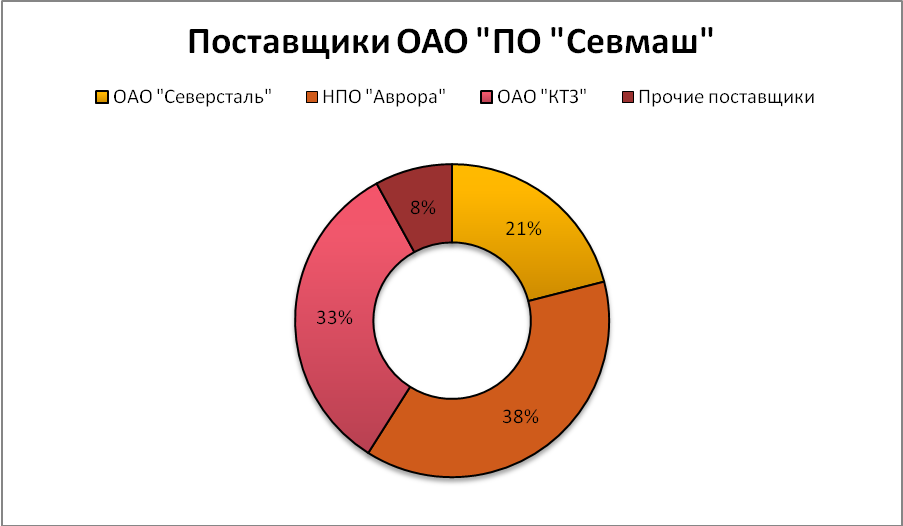 Поставщики ОАО "ПО "Севмаш"
ОАО "Северсталь" НПО "Аврора" ОАО "КТЗ" Прочие поставщики
8%
21%
33%
38%